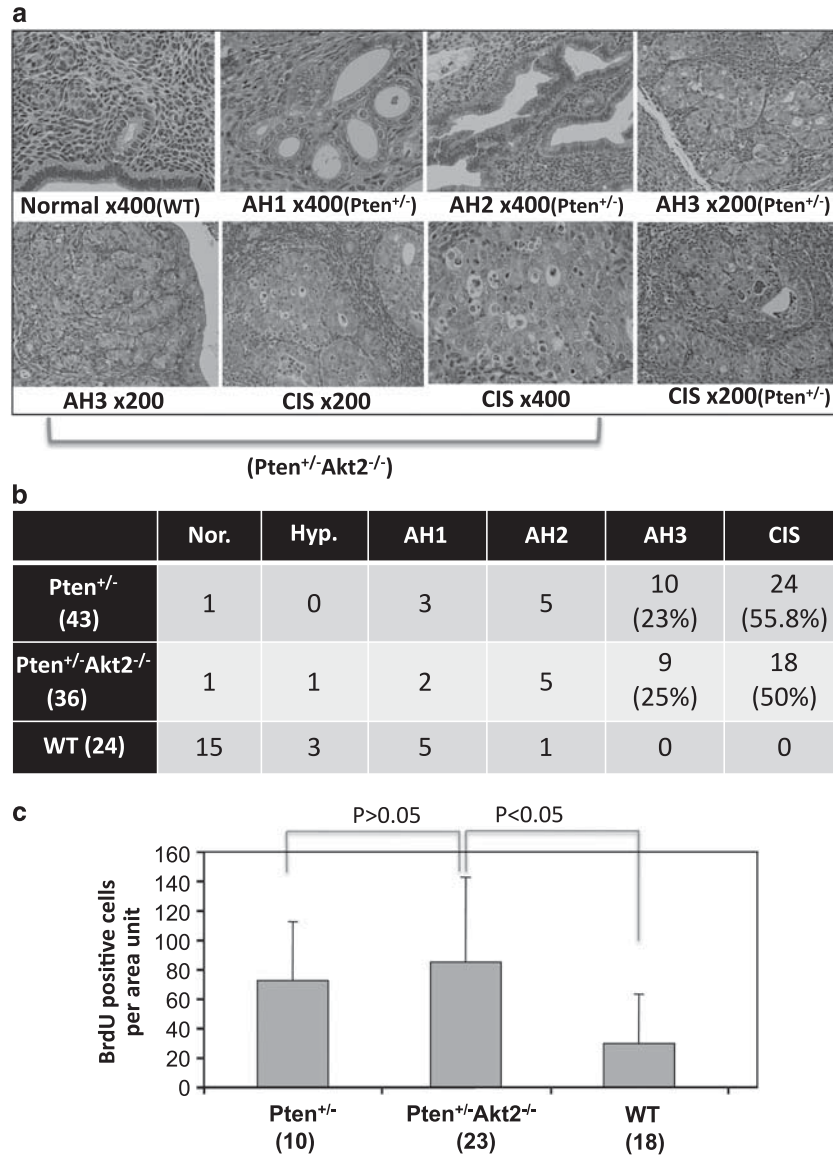 a
Normal x400(WT) AH1 x400(Pten+/-) AH2 x400(Pten+/-) AH3 x200(Pten+/-)
AH3 x200 CIS x200 CIS x400 CIS x200(Pten+/-)
(Pten+/-Akt2-/-)
b
Nor. Hyp. AH1 AH2 AH3 CIS
Pten+/- (43) 1 0 3 5 10 (23%) 24 (55.8%)
Pten+/-Akt2-/- (36) 1 1 2 5 9 (25%) 18 (50%)
WT (24) 15 3 5 1 0 0
c
P>0.05 P<0.05
160
140
120
100
80
60
40
20
0
BrdU positive cells
per area unit
Pten+/- Pten+/-Akt2-/- WT
(10) (23) (18)